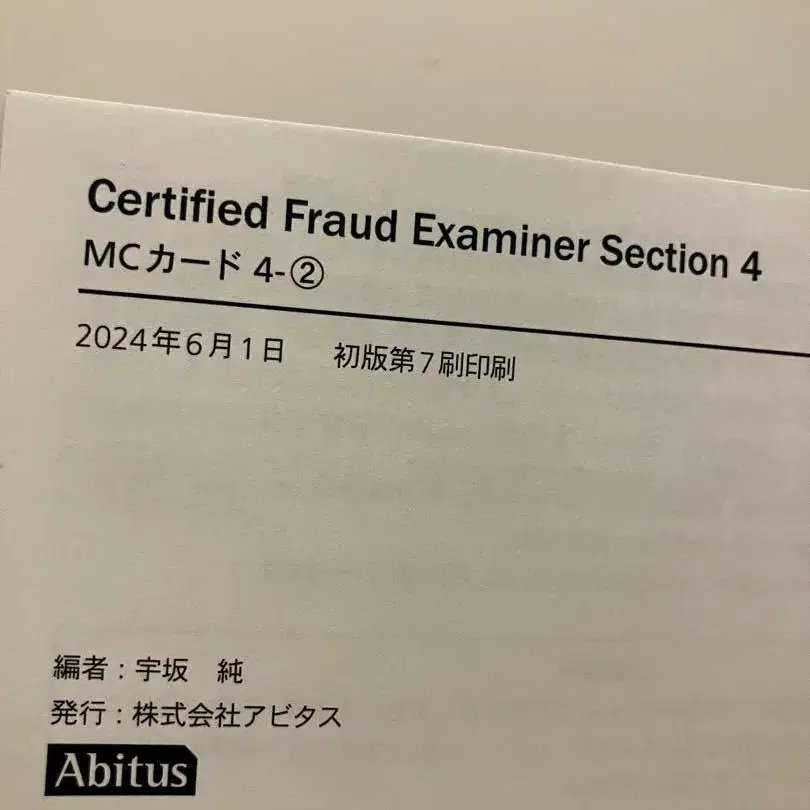 Certified Fraud Examiner Section 4
MCカード 4-②
2024年6月1日　初版第7刷印刷
編者：宇坂　純
発行：株式会社アビタス
Abitus